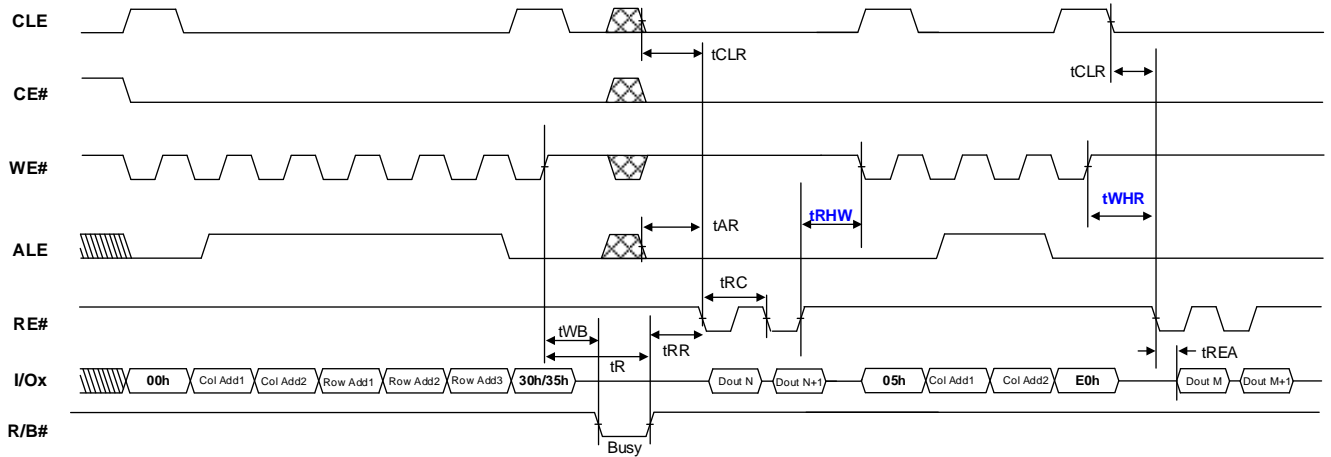 CLE
tCLR
tCLR
CE#
WE#
tWHR
tRHW
tAR
ALE
tRC
RE#
tWB
tRR
tR
tREA
I/Ox
00h Col Add1 Col Add2 Row Add1 Row Add2 Row Add3 30h/35h Dout N Dout N+1 05h Col Add1 Col Add2 E0h Dout M Dout M+1
R/B#
Busy